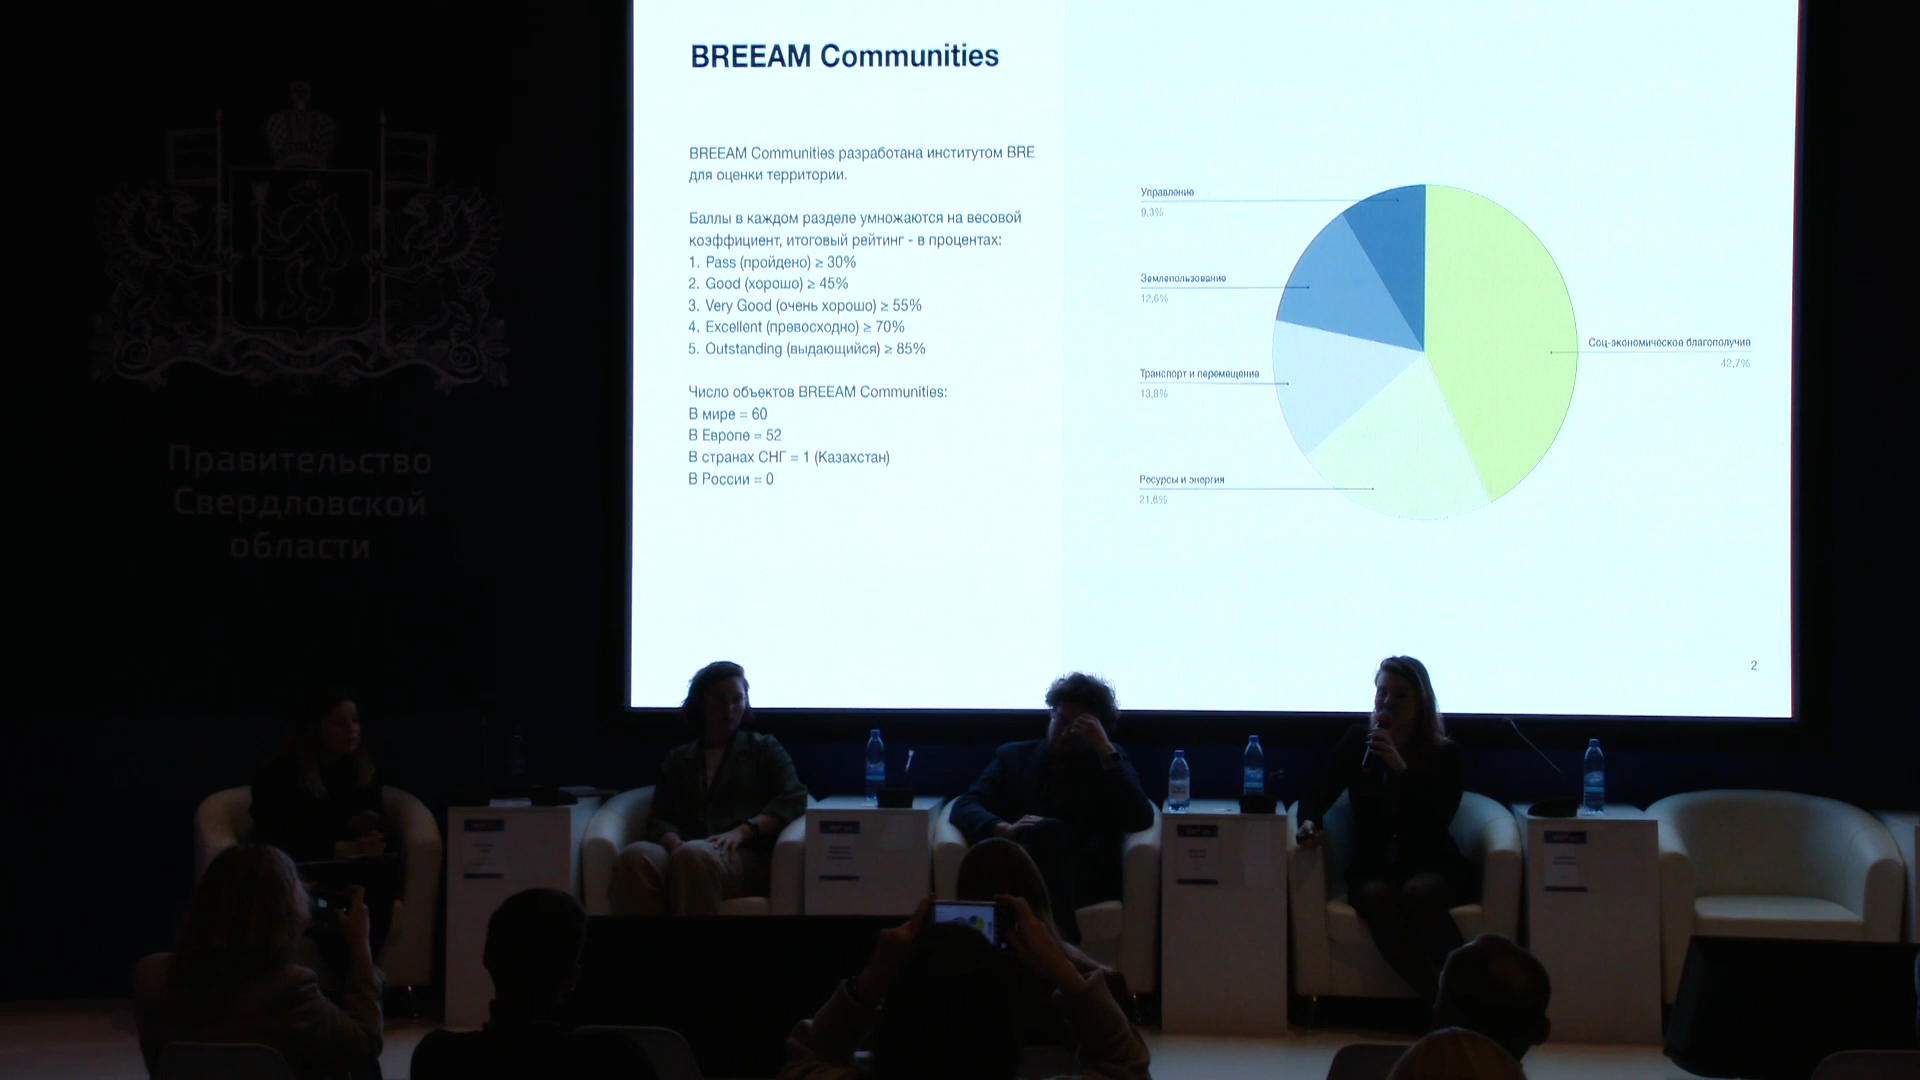 BREEAM Communities
BREEAM Communities разработана институтом BRE
для оценки территории.
Баллы в каждом разделе умножаются на весовой
коэффициент, итоговый рейтинг - в процентах:
1. Pass (пройдено) ≥ 30%
2. Good (хорошо) ≥ 45%
3. Very Good (очень хорошо) ≥ 55%
4. Excellent (превосходно) ≥ 70%
5. Outstanding (выдающийся) ≥ 85%
Число объектов BREEAM Communities:
В мире = 60
В Европе = 52
В странах СНГ = 1 (Казахстан)
В России = 0
Управление
9,3%
Землепользование
12,6%
Транспорт и перемещение
13,8%
Ресурсы и энергия
21,6%
Соц-экономическое благополучие
42,7%
2
Правительство
Свердловской
области